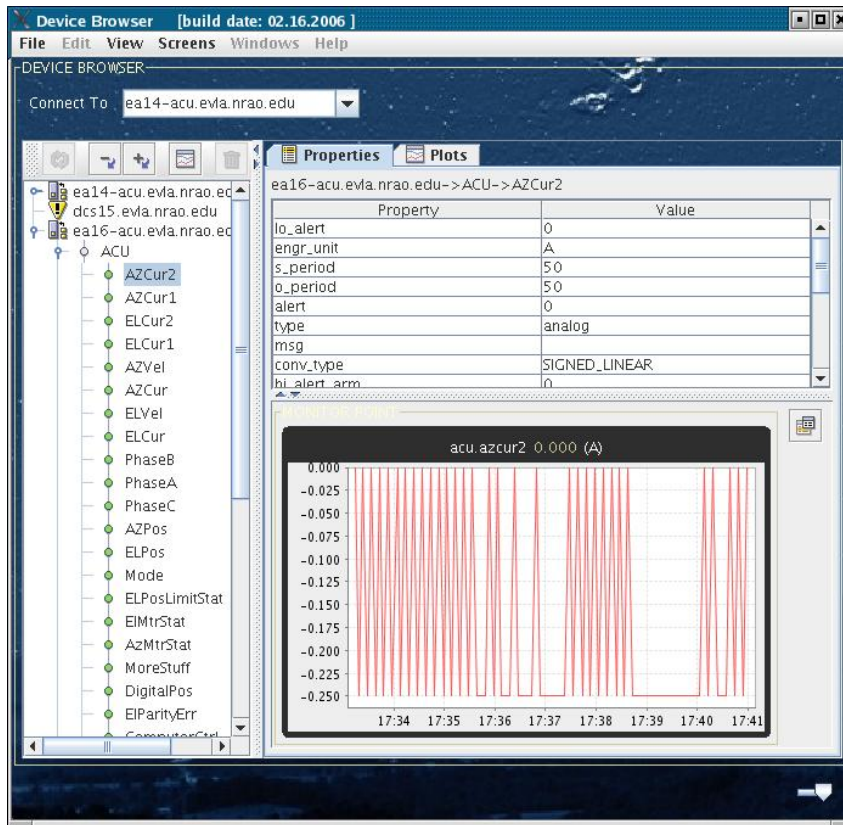 Device Browser [build date: 02.16.2006 ]
File Edit View Screens Windows Help
DEVICE BROWSER
Connect To ea14-acu.evla.nrao.edu
Properties Plots
ea14-acu.evla.nrao.ed
dcs15.evla.nrao.edu
ea16-acu.evla.nrao.ed
ACU
AZCur2
AZCur1
ELCur2
ELCur1
AZVel
AZCur
ELVel
ELCur
PhaseB
PhaseA
PhaseC
AZPos
ELPos
Mode
ELPosLimitStat
ElMtrStat
AzMtrStat
MoreStuff
DigitalPos
ElParityErr
ComputerCtrl
ea16-acu.evla.nrao.edu->ACU->AZCur2
Property Value
lo_alert 0
engr_unit A
s_period 50
o_period 50
alert 0
type analog
msg
conv_type SIGNED_LINEAR
hi_alert_arm 0
MONITOR POINT
acu.azcur2 0.000 (A)
0.000
-0.025
-0.050
-0.075
-0.100
-0.125
-0.150
-0.175
-0.200
-0.225
-0.250
17:34 17:35 17:36 17:37 17:38 17:39 17:40 17:41